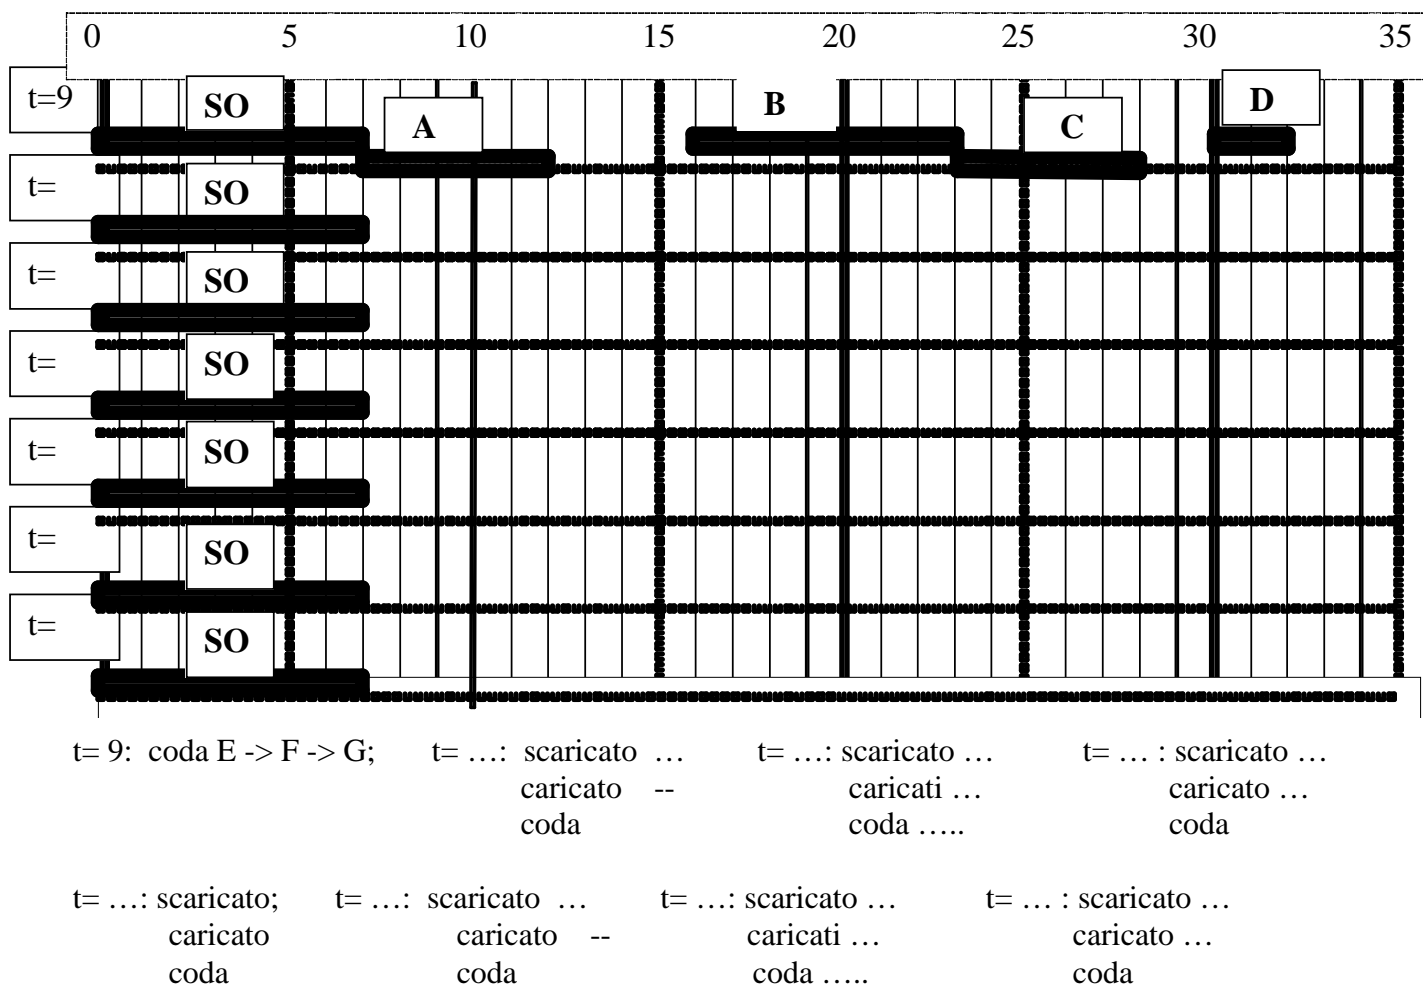 0 5 10 15 20 25 30 35
t=9 SO A B C D
t= SO
t= SO
t= SO
t= SO
t= SO
t= SO
t= 9: coda E -> F -> G; t= …: scaricato … t= …: scaricato … t= … : scaricato …
caricato -- caricati … caricato …
coda coda ….. coda
t= …: scaricato; t= …: scaricato … t= …: scaricato … t= … : scaricato …
caricato caricato -- caricati … caricato …
coda coda coda ….. coda